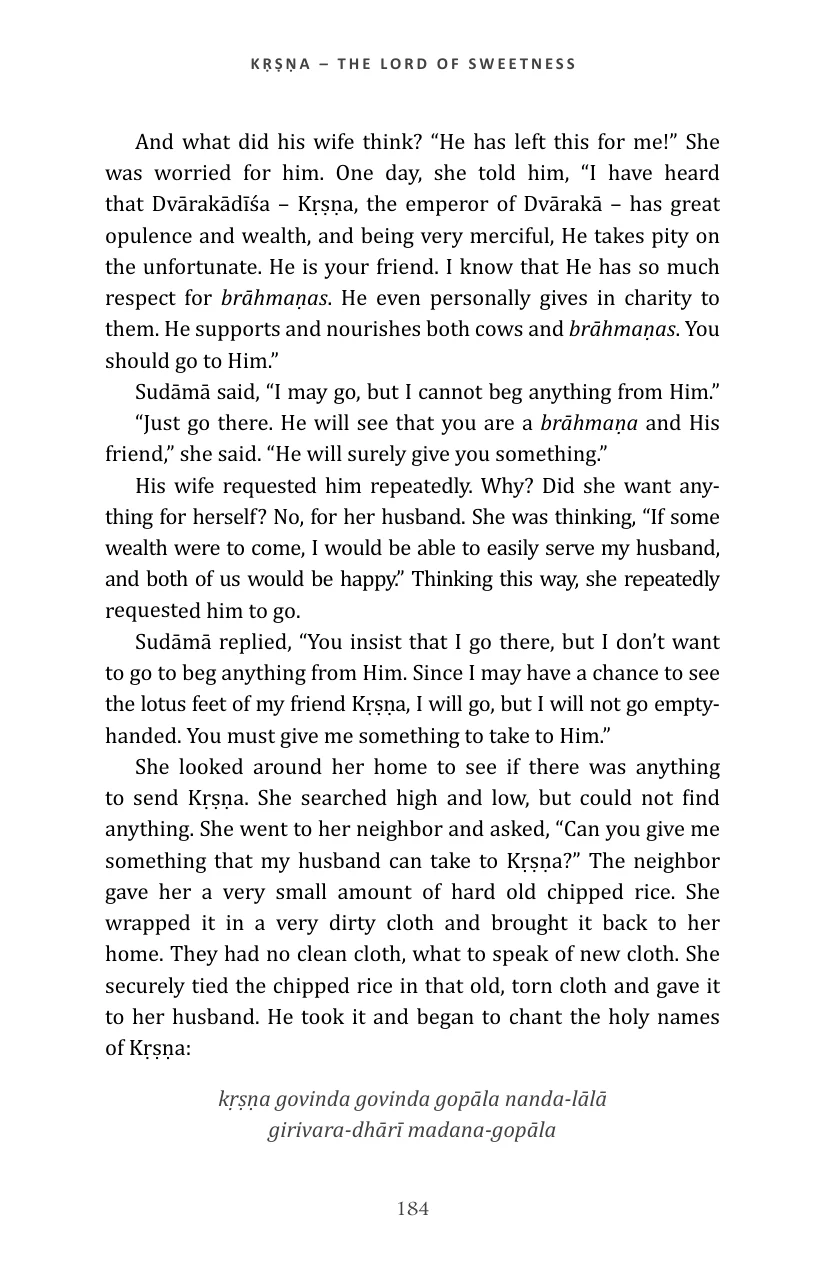 KṚṢṆA – THE LORD OF SWEETNESS
And what did his wife think? “He has left this for me!” She
was worried for him. One day, she told him, “I have heard
that Dvārakādīśa – Kṛṣṇa, the emperor of Dvārakā – has great
opulence and wealth, and being very merciful, He takes pity on
the unfortunate. He is your friend. I know that He has so much
respect for brāhmaṇas. He even personally gives in charity to
them. He supports and nourishes both cows and brāhmaṇas. You
should go to Him.”
Sudāmā said, “I may go, but I cannot beg anything from Him.”
“Just go there. He will see that you are a brāhmaṇa and His
friend,” she said. “He will surely give you something.”
His wife requested him repeatedly. Why? Did she want any-
thing for herself? No, for her husband. She was thinking, “If some
wealth were to come, I would be able to easily serve my husband,
and both of us would be happy.” Thinking this way, she repeatedly
requested him to go.
Sudāmā replied, “You insist that I go there, but I don’t want
to go to beg anything from Him. Since I may have a chance to see
the lotus feet of my friend Kṛṣṇa, I will go, but I will not go empty-
handed. You must give me something to take to Him.”
She looked around her home to see if there was anything
to send Kṛṣṇa. She searched high and low, but could not find
anything. She went to her neighbor and asked, “Can you give me
something that my husband can take to Kṛṣṇa?” The neighbor
gave her a very small amount of hard old chipped rice. She
wrapped it in a very dirty cloth and brought it back to her
home. They had no clean cloth, what to speak of new cloth. She
securely tied the chipped rice in that old, torn cloth and gave it
to her husband. He took it and began to chant the holy names
of Kṛṣṇa:
kṛṣṇa govinda govinda gopāla nanda-lālā
girivara-dhārī madana-gopāla
184